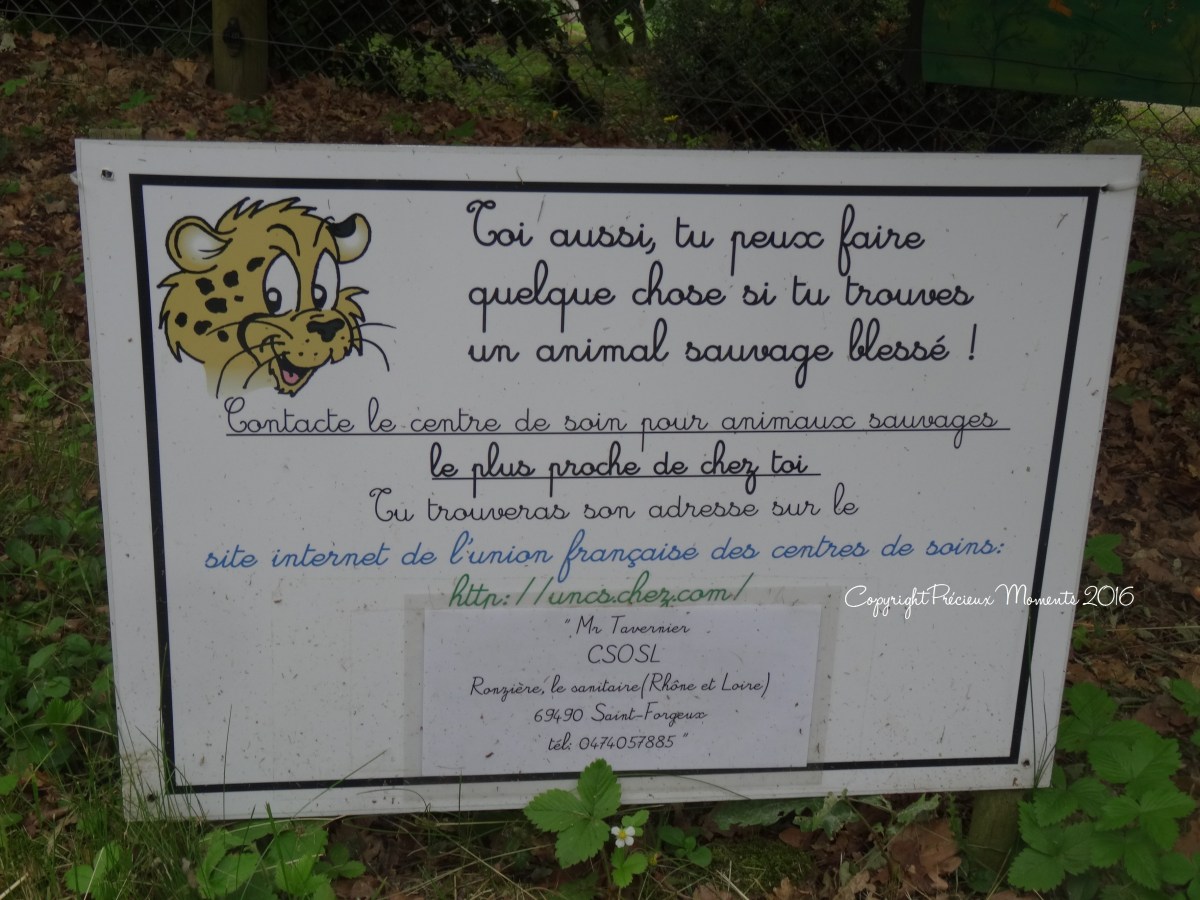 Toi aussi, tu peux faire
quelque chose si tu trouves
un animal sauvage blessé !
Contacte le centre de soin pour animaux sauvages
le plus proche de chez toi
Tu trouveras son adresse sur le
site internet de l'union française des centres de soins:
http://uncs.chez.com/
Copyright Précieux Moments 2016
" Mr Tavernier
CSOSL
Ronzière, le sanitaire(Rhône et Loire)
69490 Saint-Forgeux
tél: 0474057885 "